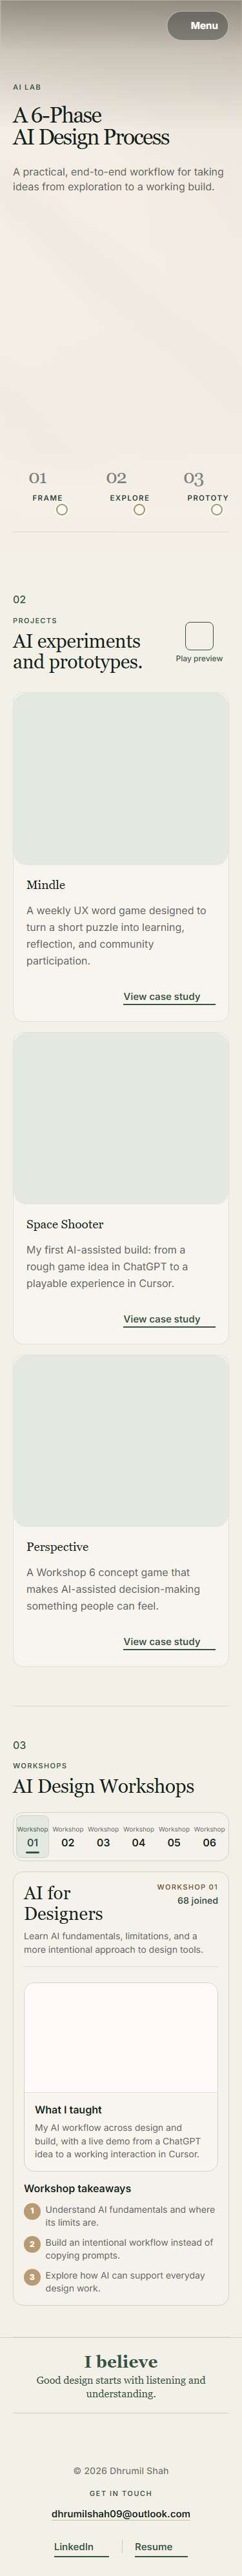 Menu
AI LAB
A 6-Phase
AI Design Process
A practical, end-to-end workflow for taking
ideas from exploration to a working build.
01 02 03
FRAME EXPLORE PROTOTY
02
PROJECTS
AI experiments
and prototypes.
Play preview
Mindle
A weekly UX word game designed to
turn a short puzzle into learning,
reflection, and community
participation.
View case study
Space Shooter
My first AI-assisted build: from a
rough game idea in ChatGPT to a
playable experience in Cursor.
View case study
Perspective
A Workshop 6 concept game that
makes AI-assisted decision-making
something people can feel.
View case study
03
WORKSHOPS
AI Design Workshops
Workshop Workshop Workshop Workshop Workshop Workshop
01 02 03 04 05 06
AI for
Designers
WORKSHOP 01
68 joined
Learn AI fundamentals, limitations, and a
more intentional approach to design tools.
What I taught
My AI workflow across design and
build, with a live demo from a ChatGPT
idea to a working interaction in Cursor.
Workshop takeaways
1 Understand AI fundamentals and where
its limits are.
2 Build an intentional workflow instead of
copying prompts.
3 Explore how AI can support everyday
design work.
I believe
Good design starts with listening and
understanding.
© 2026 Dhrumil Shah
GET IN TOUCH
dhrumilshah09@outlook.com
LinkedIn Resume